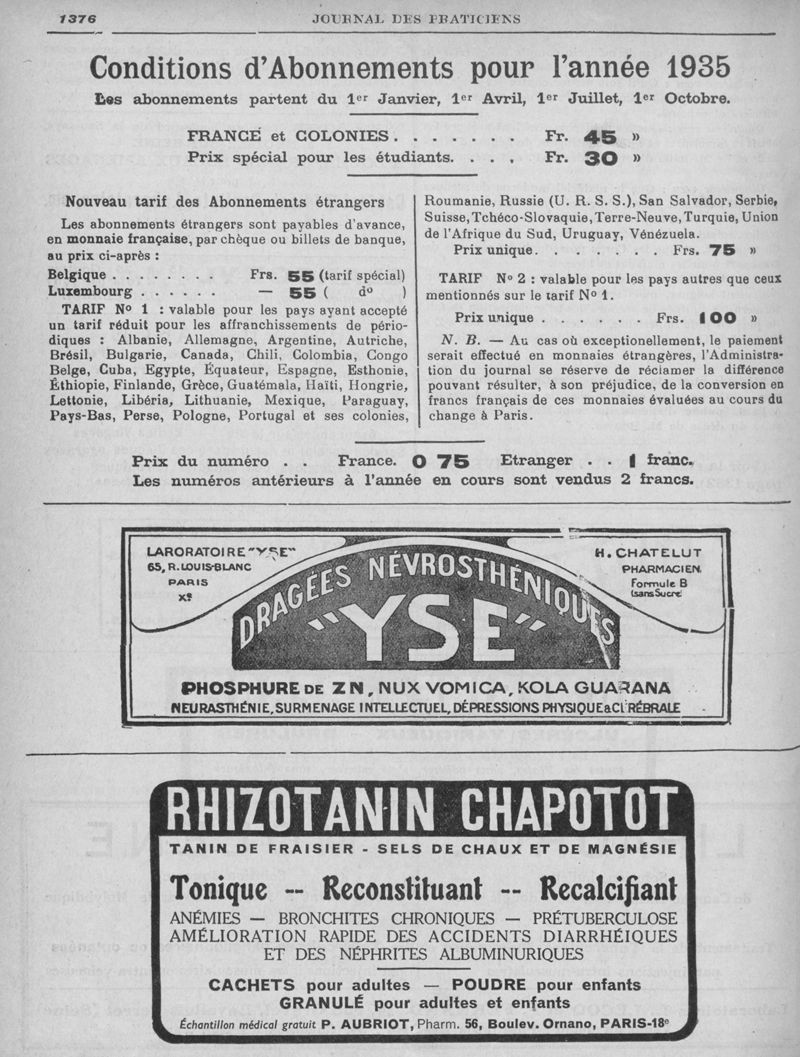 1376
JOURNAL DES PRATICIENS
Conditions d'Abonnements pour l'année 1935
Les abonnements partent du 1er Janvier, 1er Avril, 1er Juillet, 1er Octobre.
FRANCE et COLONIES . . . . . . . Fr. 45 »
Prix spécial pour les étudiants. . . . Fr. 30 »
Nouveau tarif des Abonnements étrangers
Les abonnements étrangers sont payables d'avance,
en monnaie française, par chèque ou billets de banque,
au prix ci-après :
Belgique . . . . . . . . Frs. 55 (tarif spécial)
Luxembourg . . . . . . — 55 ( do )
TARIF No 1 : valable pour les pays ayant accepté
un tarif réduit pour les affranchissements de pério-
diques : Albanie, Allemagne, Argentine, Autriche,
Brésil, Bulgarie, Canada, Chili, Colombia, Congo
Belge, Cuba, Egypte, Équateur, Espagne, Esthonie,
Éthiopie, Finlande, Grèce, Guatémala, Haïti, Hongrie,
Lettonie, Libéria, Lithuanie, Mexique, Paraguay,
Pays-Bas, Perse, Pologne, Portugal et ses colonies,
Roumanie, Russie (U. R. S. S.), San Salvador, Serbie,
Suisse, Tchéco-Slovaquie, Terre-Neuve, Turquie, Union
de l'Afrique du Sud, Uruguay, Vénézuela.
Prix unique. . . . . . . . Frs. 75 »
TARIF No 2 : valable pour les pays autres que ceux
mentionnés sur le tarif No 1.
Prix unique . . . . . . Frs. 100 »
N. B. — Au cas où exceptionellement, le paiement
serait effectué en monnaies étrangères, l'Administra-
tion du journal se réserve de réclamer la différence
pouvant résulter, à son préjudice, de la conversion en
francs français de ces monnaies évaluées au cours du
change à Paris.
Prix du numéro . . France. 0 75 Etranger . . 1 franc.
Les numéros antérieurs à l'année en cours sont vendus 2 francs.
LARORATOIRE "YSE"
65, R. LOUIS-BLANC
PARIS
Xe
H. CHATELUT
PHARMACIEN
Formule B
(sans Sucre)
DRAGÉES NÉVROSTHÉNIQUES
"YSE"
PHOSPHURE DE ZN, NUX VOMICA, KOLA GUARANA
NEURASTHÉNIE, SURMENAGE INTELLECTUEL, DÉPRESSIONS PHYSIQUE & CÉRÉBRALE
RHIZOTANIN CHAPOTOT
TANIN DE FRAISIER - SELS DE CHAUX ET DE MAGNÉSIE
Tonique -- Reconstituant -- Recalcifiant
ANÉMIES — BRONCHITES CHRONIQUES — PRÉTUBERCULOSE
AMÉLIORATION RAPIDE DES ACCIDENTS DIARRHÉIQUES
ET DES NÉPHRITES ALBUMINURIQUES
CACHETS pour adultes — POUDRE pour enfants
GRANULÉ pour adultes et enfants
Échantillon médical gratuit P. AUBRIOT, Pharm. 56, Boulev. Ornano, PARIS-18e